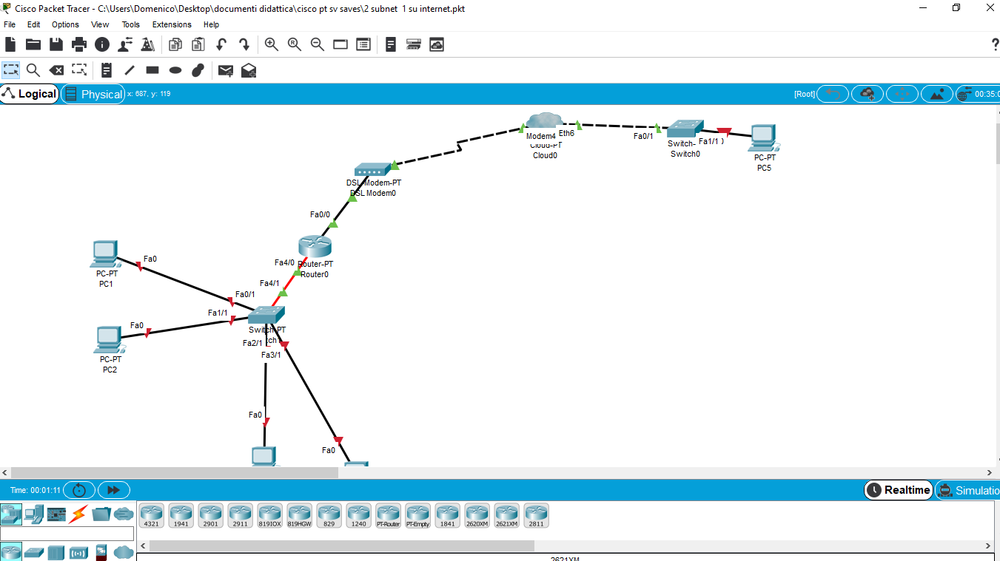 Cisco Packet Tracer - C:\Users\Domenico\Desktop\documenti didattica\cisco pt sv saves\2 subnet  1 su internet.pkt
File Edit Options View Tools Extensions Help
?
Logical Physical x: 687, y: 119 [Root] 00:35:0
Modem4 Eth6
Cloud-PT
Cloud0
Fa0/1
Switch-
Switch0
Fa1/1
PC-PT
PC5
DSL-Modem-PT
DSL Modem0
Fa0/0
Fa4/0
Router-PT
Router0
Fa4/1
PC-PT
PC1
Fa0
Fa0/1
Fa1/1
Fa0
PC-PT
PC2
Switch-PT
tch1
Fa2/1
Fa3/1
Fa0
Fa0
Time: 00:01:11 Realtime Simulatio
4321 1941 2901 2911 819IOX 819HGW 829 1240 PT-Router PT-Empty 1841 2620XM 2621XM 2811
2621XM